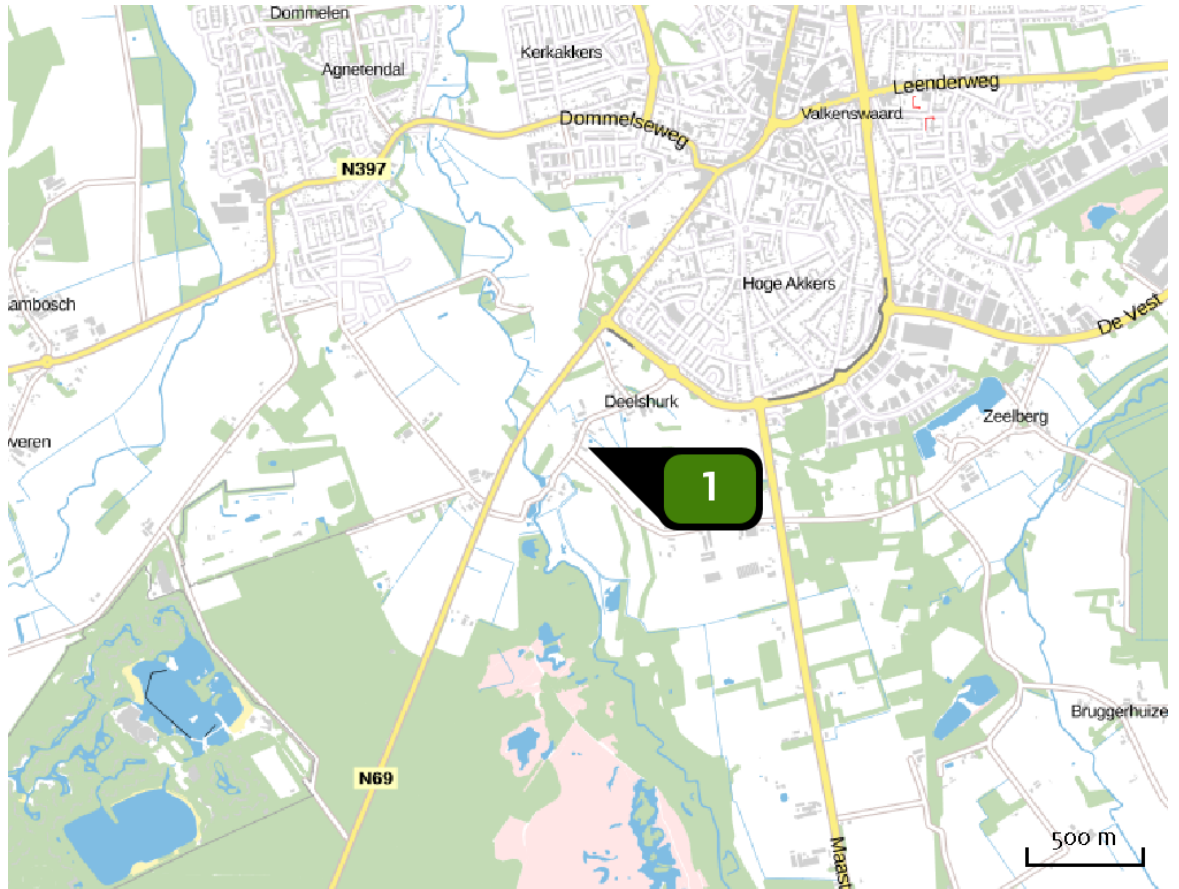 Dommelen
Kerkakkers
Agnetendal
Leenderweg
Dommelseweg
Valkenswaard
N397
Hoge Akkers
ambosch
De Vest
Deelshurk
Zeelberg
weren
1
Bruggerhuize
N69
500 m
Maast